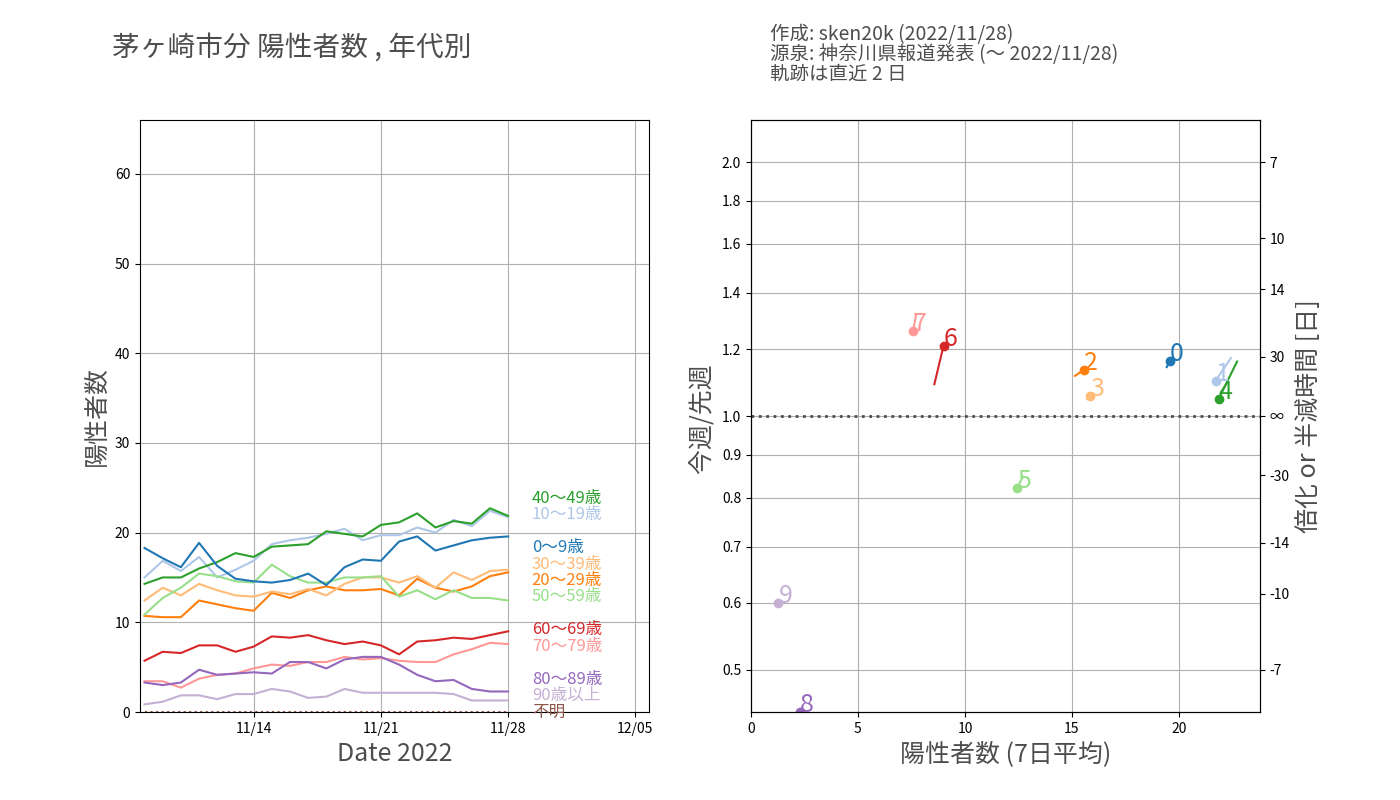 茅ヶ崎市分 陽性者数 , 年代別
作成: sken20k (2022/11/28)
源泉: 神奈川県報道発表 (〜 2022/11/28)
軌跡は直近 2 日
陽性者数
60
50
40
30
20
10
0
11/14
11/21
11/28
12/05
Date 2022
40〜49歳
10〜19歳
0〜9歳
30〜39歳
20〜29歳
50〜59歳
60〜69歳
70〜79歳
80〜89歳
90歳以上
不明
今週/先週
2.0
1.8
1.6
1.4
1.2
1.0
0.9
0.8
0.7
0.6
0.5
7
6
2
0
1
3
4
5
9
8
0
5
10
15
20
陽性者数 (7日平均)
7
10
14
30
∞
-30
-14
-10
-7
倍化 or 半減時間 [日]